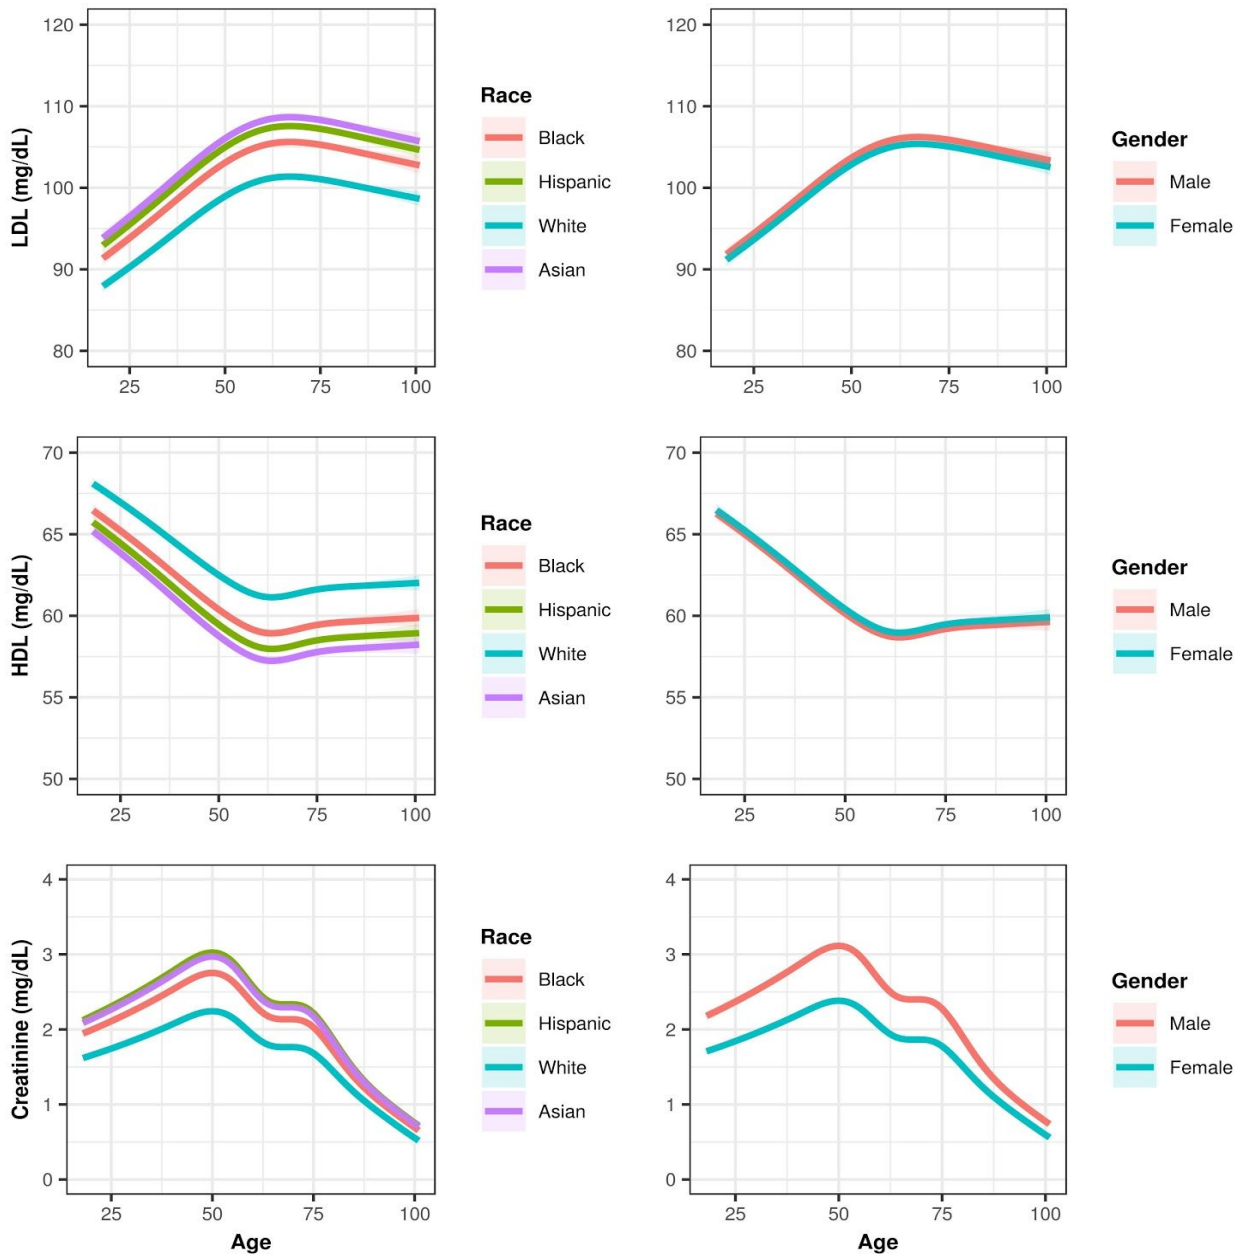 LDL (mg/dL)
120
110
100
90
80
25 50 75 100
Race
Black
Hispanic
White
Asian
120
110
100
90
80
25 50 75 100
Gender
Male
Female
HDL (mg/dL)
70
65
60
55
50
25 50 75 100
Race
Black
Hispanic
White
Asian
70
65
60
55
50
25 50 75 100
Gender
Male
Female
Creatinine (mg/dL)
4
3
2
1
0
25 50 75 100
Age
Race
Black
Hispanic
White
Asian
4
3
2
1
0
25 50 75 100
Age
Gender
Male
Female